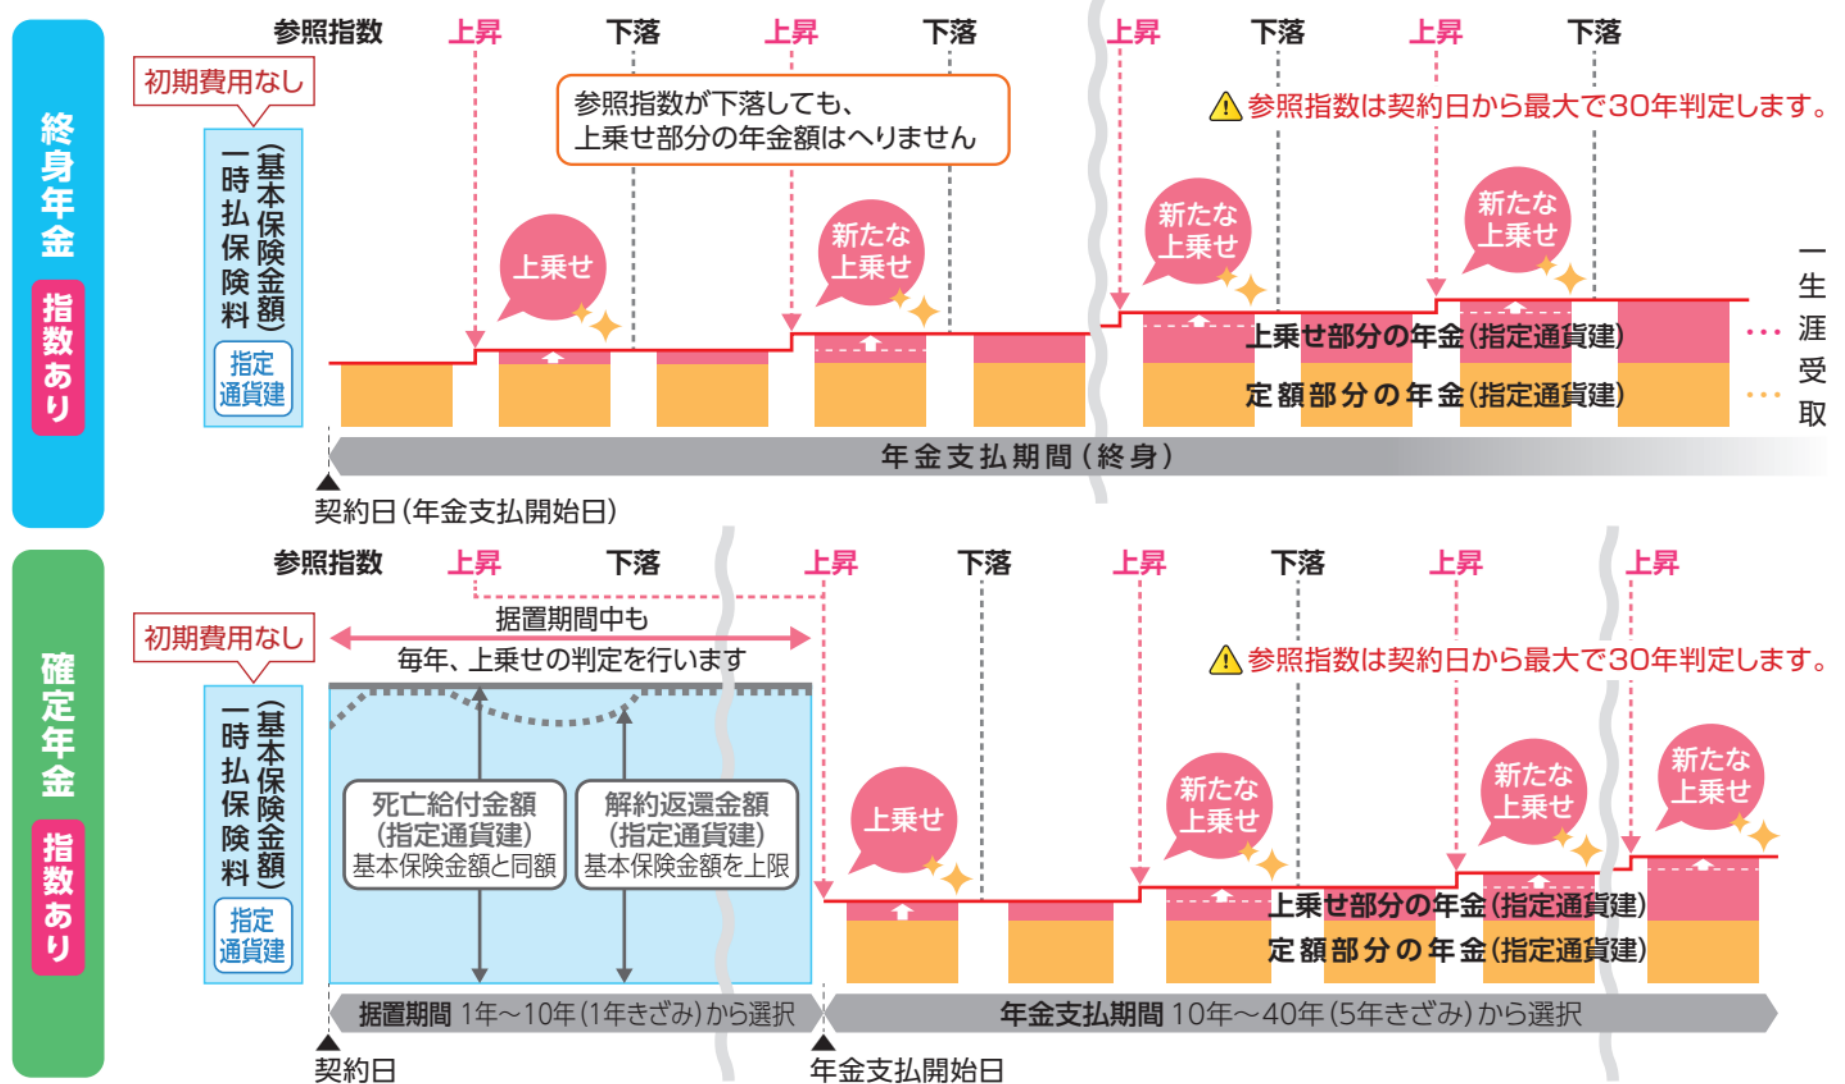 終身年金
指数あり
参照指数 上昇 下落 上昇 下落 上昇 下落 上昇 下落
初期費用なし
参照指数が下落しても、
上乗せ部分の年金額はへりません
参照指数は契約日から最大で30年判定します。
一時払保険料
(基本保険金額)
指定
通貨建
上乗せ
新たな
上乗せ
新たな
上乗せ
新たな
上乗せ
上乗せ部分の年金(指定通貨建)
定額部分の年金(指定通貨建)
一生涯受取
年金支払期間(終身)
契約日(年金支払開始日)
確定年金
指数あり
参照指数 上昇 下落 上昇 下落 上昇 下落 上昇 上昇
初期費用なし
据置期間中も
毎年、上乗せの判定を行います
参照指数は契約日から最大で30年判定します。
一時払保険料
(基本保険金額)
指定
通貨建
死亡給付金額
(指定通貨建)
基本保険金額と同額
解約返還金額
(指定通貨建)
基本保険金額を上限
上乗せ
新たな
上乗せ
新たな
上乗せ
新たな
上乗せ
上乗せ部分の年金(指定通貨建)
定額部分の年金(指定通貨建)
据置期間 1年~10年(1年きざみ)から選択
年金支払期間 10年~40年(5年きざみ)から選択
契約日
年金支払開始日